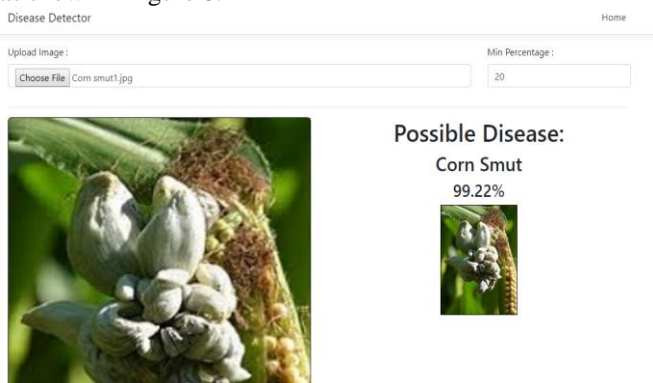 Disease Detector
Home
Upload Image :
Min Percentage :
Choose File Corn smut1.jpg
20
Possible Disease:
Corn Smut
99.22%